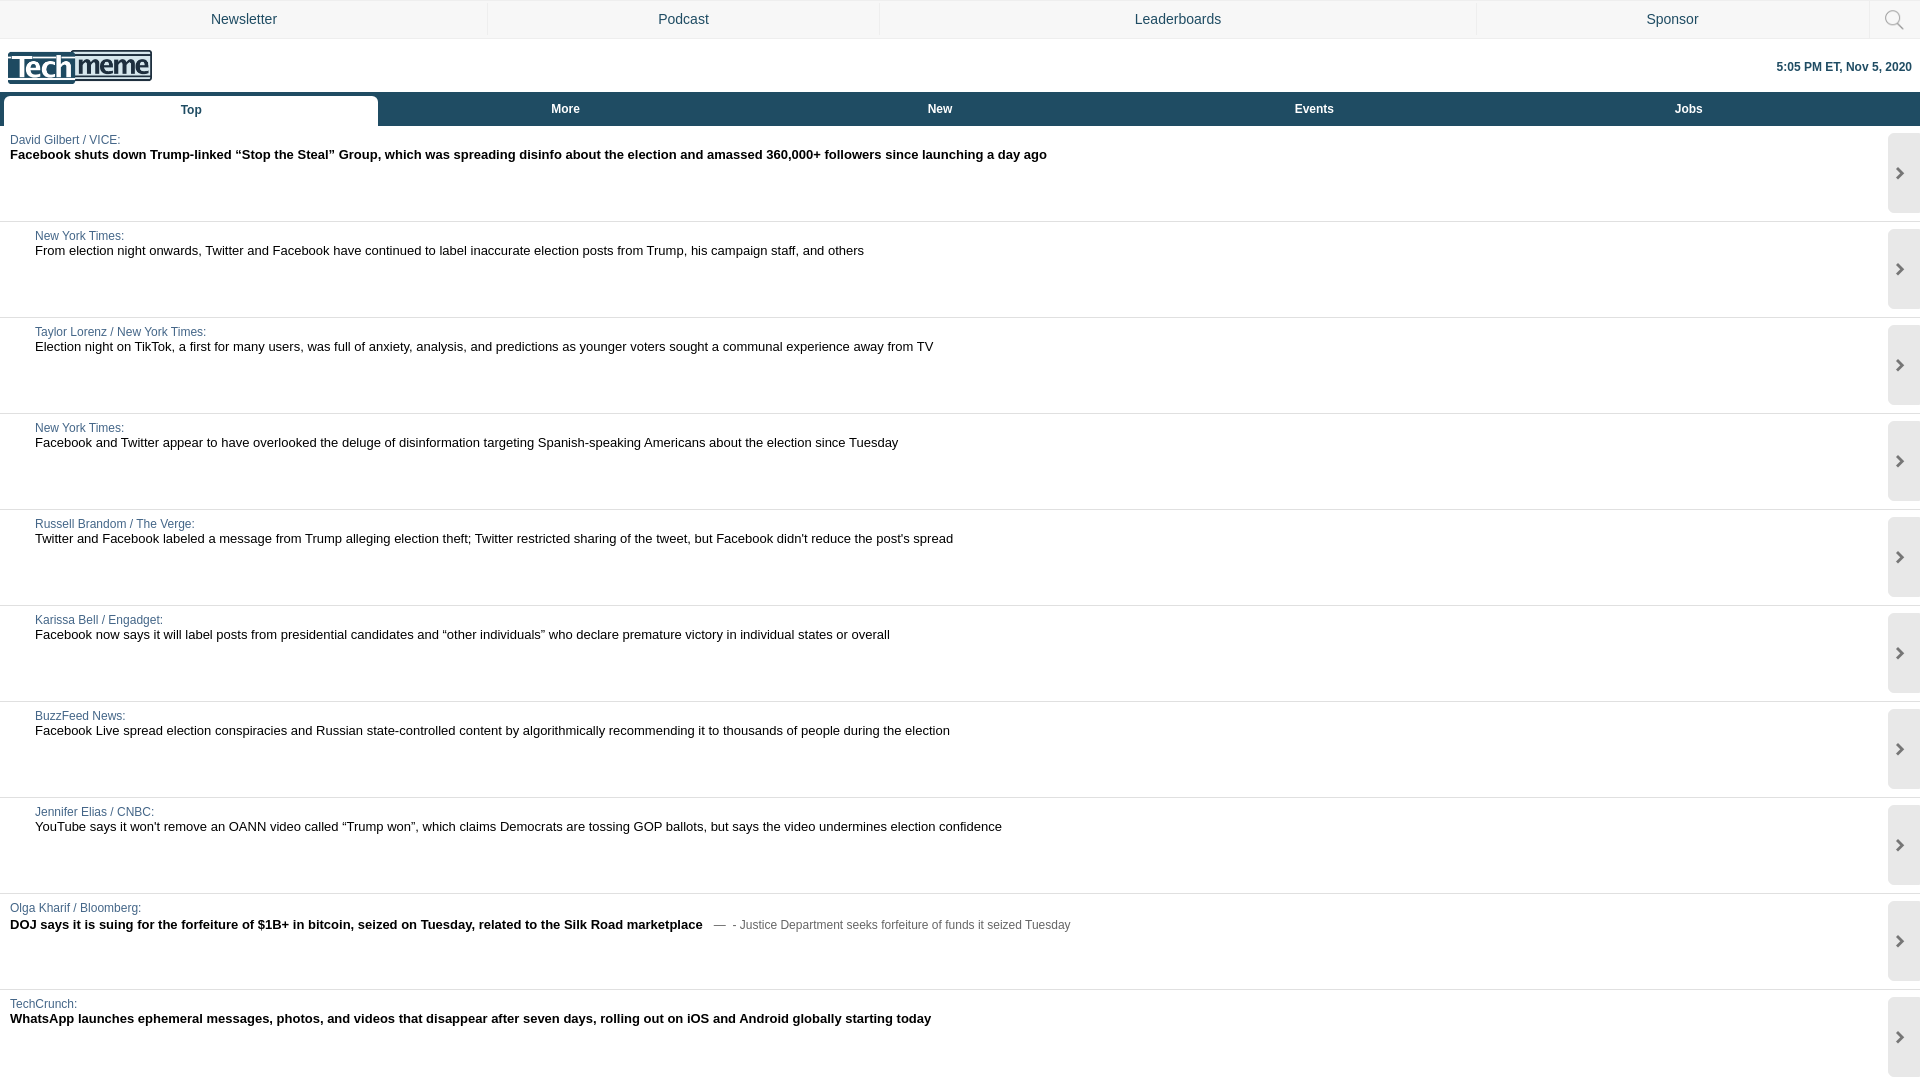 Newsletter
Podcast
Leaderboards
Sponsor
Techmeme
5:05 PM ET, Nov 5, 2020
Top
More
New
Events
Jobs
David Gilbert / VICE:
Facebook shuts down Trump-linked “Stop the Steal” Group, which was spreading disinfo about the election and amassed 360,000+ followers since launching a day ago
New York Times:
From election night onwards, Twitter and Facebook have continued to label inaccurate election posts from Trump, his campaign staff, and others
Taylor Lorenz / New York Times:
Election night on TikTok, a first for many users, was full of anxiety, analysis, and predictions as younger voters sought a communal experience away from TV
New York Times:
Facebook and Twitter appear to have overlooked the deluge of disinformation targeting Spanish-speaking Americans about the election since Tuesday
Russell Brandom / The Verge:
Twitter and Facebook labeled a message from Trump alleging election theft; Twitter restricted sharing of the tweet, but Facebook didn't reduce the post's spread
Karissa Bell / Engadget:
Facebook now says it will label posts from presidential candidates and “other individuals” who declare premature victory in individual states or overall
BuzzFeed News:
Facebook Live spread election conspiracies and Russian state-controlled content by algorithmically recommending it to thousands of people during the election
Jennifer Elias / CNBC:
YouTube says it won't remove an OANN video called “Trump won”, which claims Democrats are tossing GOP ballots, but says the video undermines election confidence
Olga Kharif / Bloomberg:
DOJ says it is suing for the forfeiture of $1B+ in bitcoin, seized on Tuesday, related to the Silk Road marketplace — - Justice Department seeks forfeiture of funds it seized Tuesday
TechCrunch:
WhatsApp launches ephemeral messages, photos, and videos that disappear after seven days, rolling out on iOS and Android globally starting today